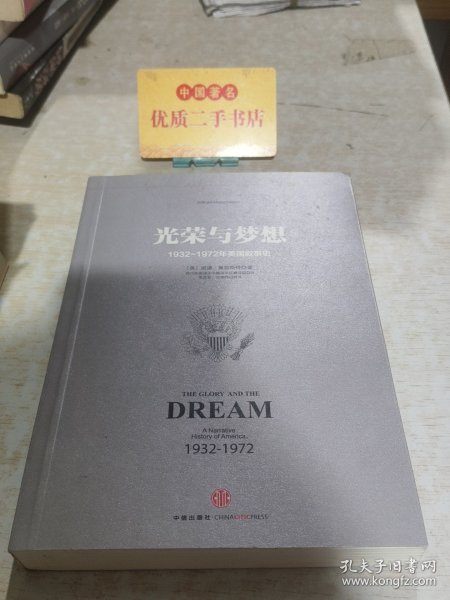 中国著名
优质二手书店
光荣与梦想
1932~1972年美国叙事史
THE GLORY AND THE
DREAM
A Narrative
History of America
1932-1972
中信出版社·CHINACITICPRESS
孔夫子旧书网
www.kongfz.com